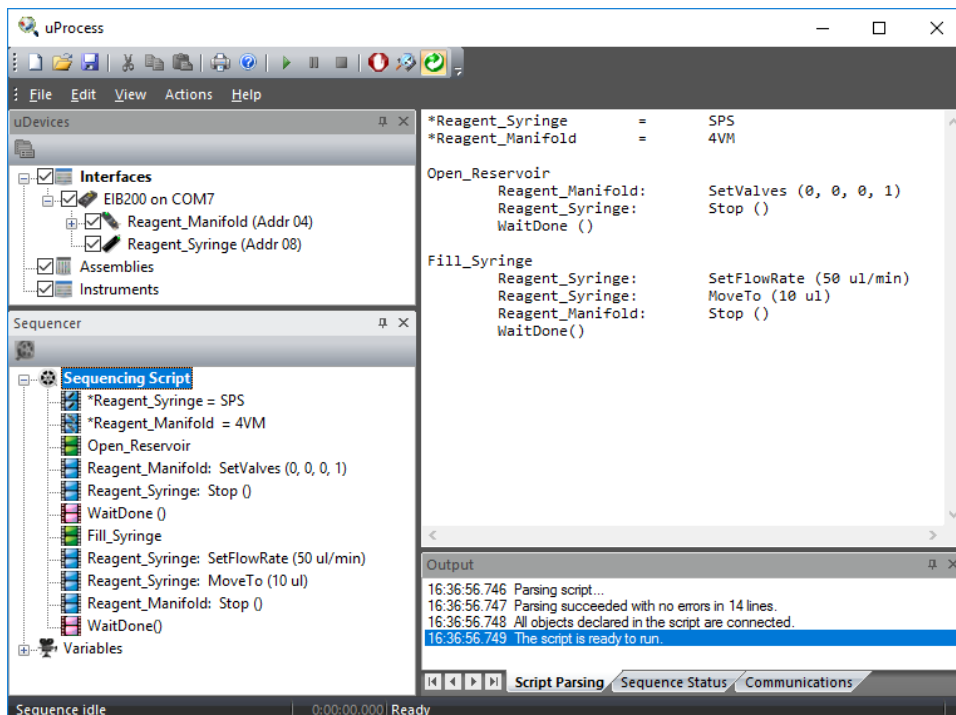 uProcess
File Edit View Actions Help
uDevices
Interfaces
EIB200 on COM7
Reagent_Manifold (Addr 04)
Reagent_Syringe (Addr 08)
Assemblies
Instruments
Sequencer
Sequencing Script
*Reagent_Syringe = SPS
*Reagent_Manifold = 4VM
Open_Reservoir
Reagent_Manifold: SetValves (0, 0, 0, 1)
Reagent_Syringe: Stop ()
WaitDone ()
Fill_Syringe
Reagent_Syringe: SetFlowRate (50 ul/min)
Reagent_Syringe: MoveTo (10 ul)
Reagent_Manifold: Stop ()
WaitDone()
Variables
*Reagent_Syringe = SPS
*Reagent_Manifold = 4VM
Open_Reservoir
Reagent_Manifold: SetValves (0, 0, 0, 1)
Reagent_Syringe: Stop ()
WaitDone ()
Fill_Syringe
Reagent_Syringe: SetFlowRate (50 ul/min)
Reagent_Syringe: MoveTo (10 ul)
Reagent_Manifold: Stop ()
WaitDone()
Output
16:36:56.746 Parsing script...
16:36:56.747 Parsing succeeded with no errors in 14 lines.
16:36:56.748 All objects declared in the script are connected.
16:36:56.749 The script is ready to run.
Script Parsing Sequence Status Communications
Sequence idle 0:00:00.000 Ready